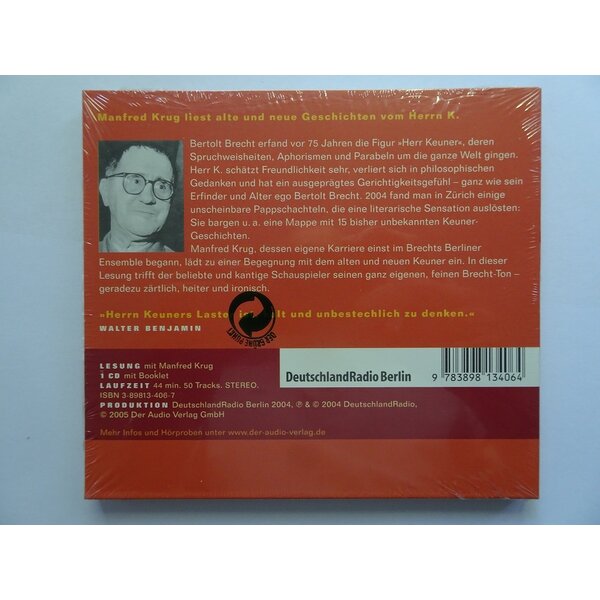 Manfred Krug liest alte und neue Geschichten vom Herrn K.
Bertolt Brecht erfand vor 75 Jahren die Figur »Herr Keuner«, deren
Spruchweisheiten, Aphorismen und Parabeln um die ganze Welt gingen.
Herr K. schätzt Freundlichkeit sehr, verliert sich in philosophischen
Gedanken und hat ein ausgeprägtes Gerichtigkeitsgefühl – ganz wie sein
Erfinder und Alter ego Bertolt Brecht. 2004 fand man in Zürich einige
unscheinbare Pappschachteln, die eine literarische Sensation auslösten:
Sie bargen u. a. eine Mappe mit 15 bisher unbekannten Keuner-
Geschichten.
Manfred Krug, dessen eigene Karriere einst im Brechts Berliner
Ensemble begann, lädt zu einer Begegnung mit dem alten und neuen Keuner ein. In dieser
Lesung trifft der beliebte und kantige Schauspieler seinen ganz eigenen, feinen Brecht-Ton –
geradezu zärtlich, heiter und ironisch.
»Herrn Keuners Laster ist, kalt und unbestechlich zu denken.«
WALTER BENJAMIN
DER GRÜNE PUNKT
LESUNG mit Manfred Krug
1 CD mit Booklet
LAUFZEIT 44 min. 50 Tracks. STEREO.
ISBN 3-89813-406-7
PRODUKTION DeutschlandRadio Berlin 2004, ℗ & © 2004 DeutschlandRadio,
© 2005 Der Audio Verlag GmbH
Mehr Infos und Hörproben unter www.der-audio-verlag.de
DeutschlandRadio Berlin
9 783898 134064